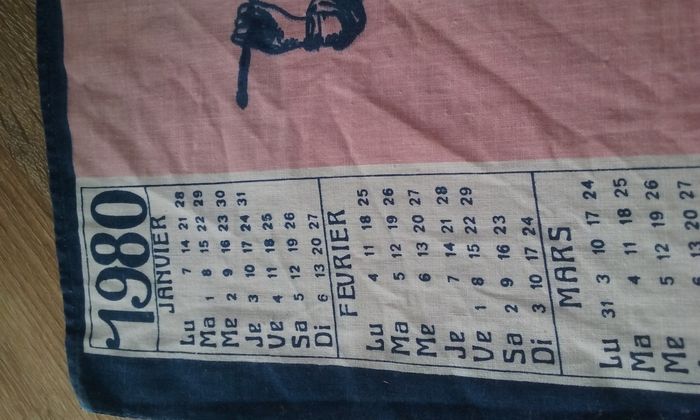 1980
JANVIER
Lu 7 14 21 28
Ma 1 8 15 22 29
Me 2 9 16 23 30
Je 3 10 17 24 31
Ve 4 11 18 25
Sa 5 12 19 26
Di 6 13 20 27
FEVRIER
Lu 4 11 18 25
Ma 5 12 19 26
Me 6 13 20 27
Je 7 14 21 28
Ve 1 8 15 22 29
Sa 2 9 16 23
Di 3 10 17 24
MARS
Lu 31 3 10 17 24
Ma 4 11 18 25
Me 5 12 19 26
6 13 20 27